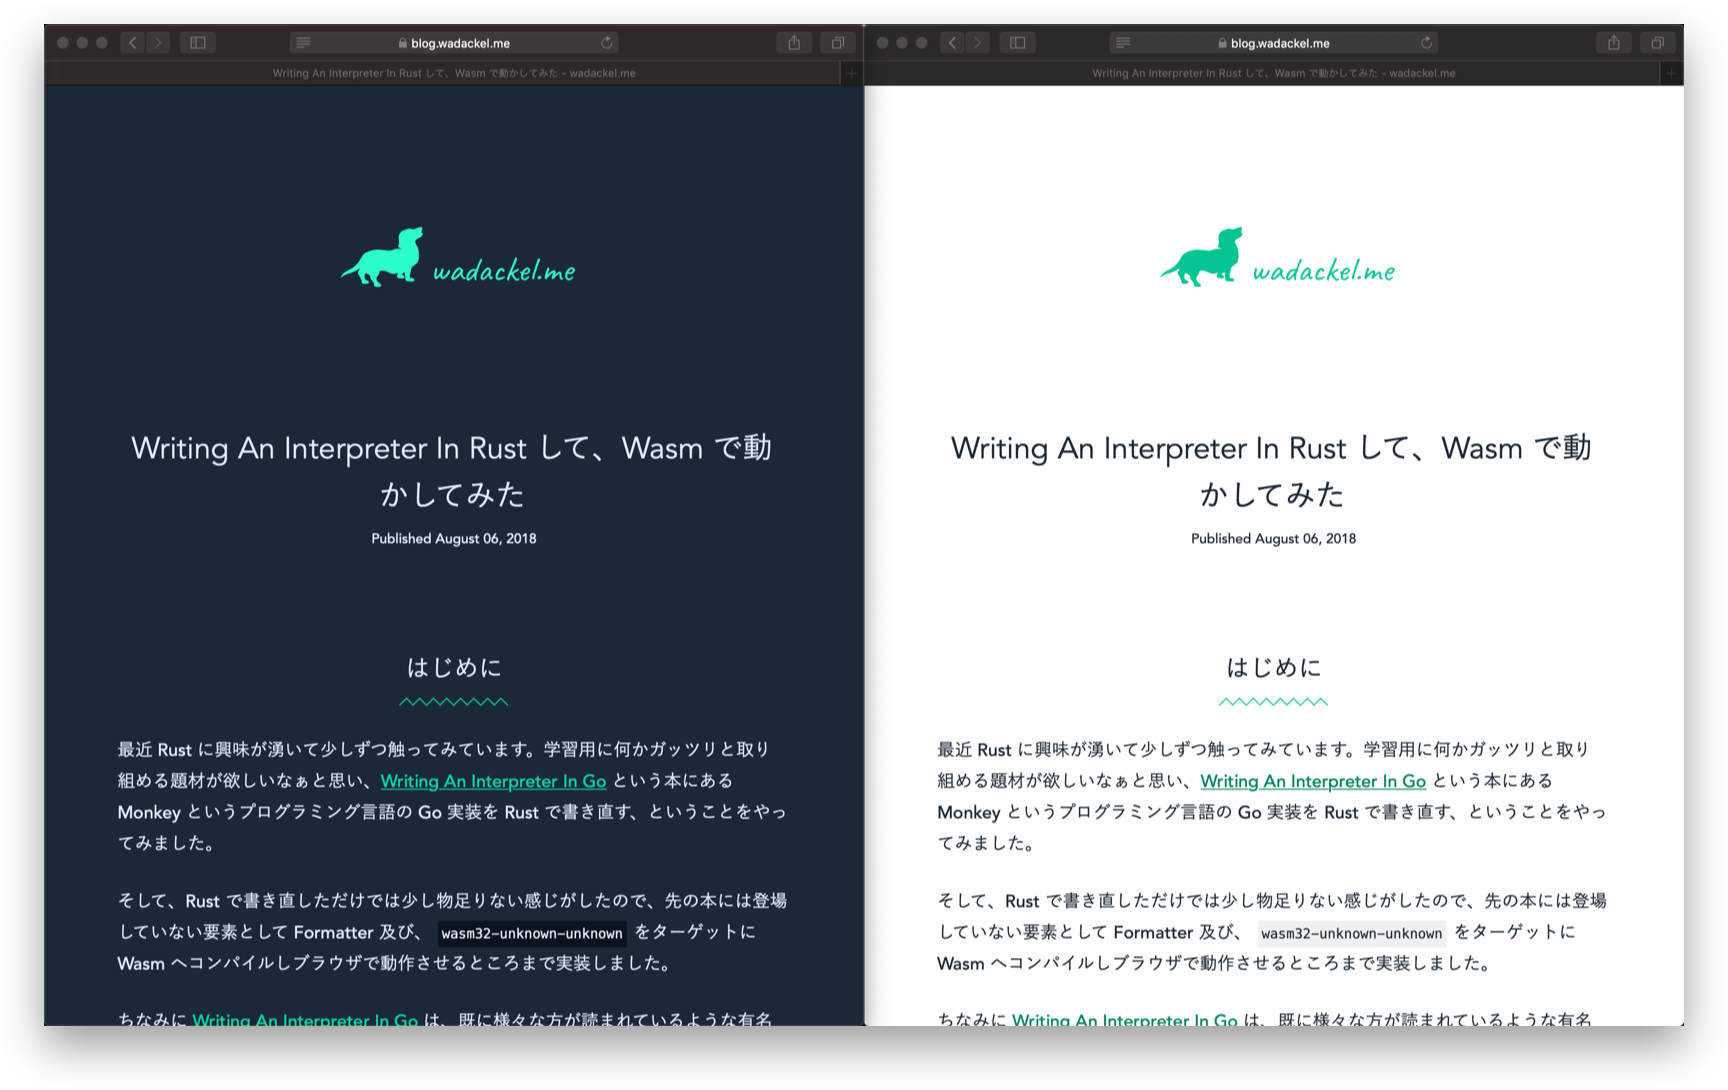 blog.wadackel.me
Writing An Interpreter In Rust して、Wasm で動かしてみた - wadackel.me
wadackel.me
Writing An Interpreter In Rust して、Wasm で動
かしてみた
Published August 06, 2018
はじめに
最近 Rust に興味が湧いて少しずつ触ってみています。学習用に何かガッツリと取り
組める題材が欲しいなぁと思い、Writing An Interpreter In Go という本にある
Monkey というプログラミング言語の Go 実装を Rust で書き直す、ということをやっ
てみました。
そして、Rust で書き直しただけでは少し物足りない感じがしたので、先の本には登場
していない要素として Formatter 及び、 wasm32-unknown-unknown をターゲットに
Wasm へコンパイルしブラウザで動作させるところまで実装しました。
ちなみに Writing An Interpreter In Go は、既に様々な方が読まれているような有名
blog.wadackel.me
Writing An Interpreter In Rust して、Wasm で動かしてみた - wadackel.me
wadackel.me
Writing An Interpreter In Rust して、Wasm で動
かしてみた
Published August 06, 2018
はじめに
最近 Rust に興味が湧いて少しずつ触ってみています。学習用に何かガッツリと取り
組める題材が欲しいなぁと思い、Writing An Interpreter In Go という本にある
Monkey というプログラミング言語の Go 実装を Rust で書き直す、ということをやっ
てみました。
そして、Rust で書き直しただけでは少し物足りない感じがしたので、先の本には登場
していない要素として Formatter 及び、 wasm32-unknown-unknown をターゲットに
Wasm へコンパイルしブラウザで動作させるところまで実装しました。
ちなみに Writing An Interpreter In Go は、既に様々な方が読まれているような有名